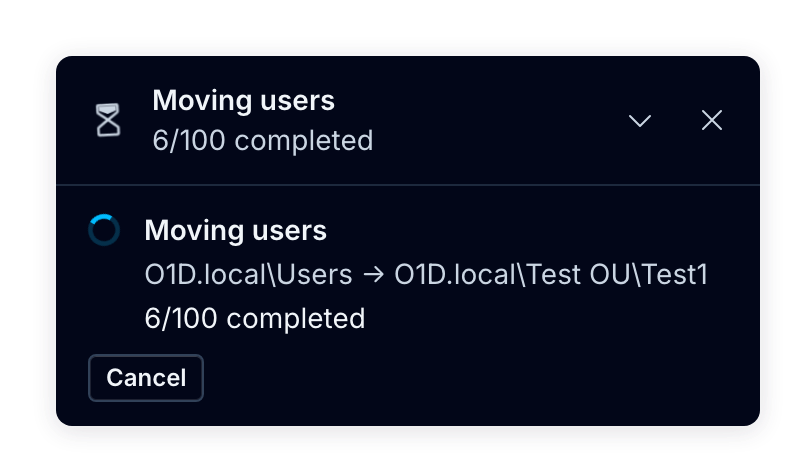 Moving users
6/100 completed
Moving users
O1D.local\Users → O1D.local\Test OU\Test1
6/100 completed
Cancel